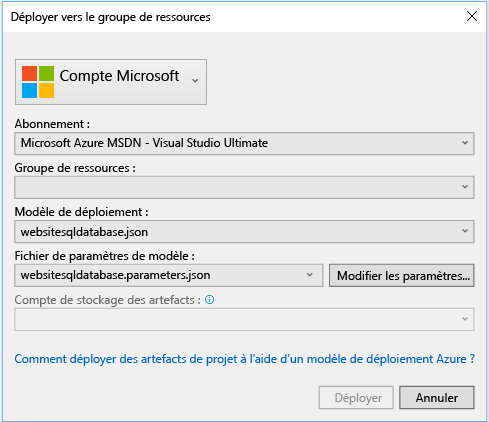 Déployer vers le groupe de ressources
Compte Microsoft
Abonnement :
Microsoft Azure MSDN - Visual Studio Ultimate
Groupe de ressources :
Modèle de déploiement :
websitesqldatabase.json
Fichier de paramètres de modèle :
websitesqldatabase.parameters.json Modifier les paramètres...
Compte de stockage des artefacts :
Comment déployer des artefacts de projet à l'aide d'un modèle de déploiement Azure ?
Déployer Annuler